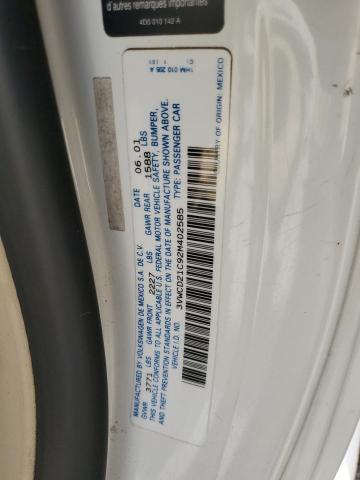 d'autres remarques importantes
4D0 010 142 A
1HM 010 206 A
MANUFACTURED BY VOLKSWAGEN DE MEXICO S.A. DE C.V. DATE 06.01
GVWR 3771 LBS GAWR FRONT 2227 LBS GAWR REAR 1588 LBS
THIS VEHICLE CONFORMS TO ALL APPLICABLE U.S. FEDERAL MOTOR VEHICLE SAFETY, BUMPER,
AND THEFT PREVENTION STANDARDS IN EFFECT ON THE DATE OF MANUFACTURE SHOWN ABOVE.
VEHICLE I.D. NO.: TYPE: PASSENGER CAR
3VWCD21C92M402585
COUNTRY OF ORIGIN: MEXICO